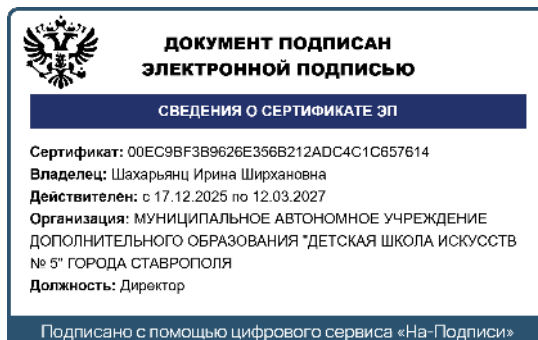 ДОКУМЕНТ ПОДПИСАН
ЭЛЕКТРОННОЙ ПОДПИСЬЮ
СВЕДЕНИЯ О СЕРТИФИКАТЕ ЭП
Сертификат: 00EC9BF3B9626E356B212ADC4C1C657614
Владелец: Шахарьянц Ирина Ширхановна
Действителен: с 17.12.2025 по 12.03.2027
Организация: МУНИЦИПАЛЬНОЕ АВТОНОМНОЕ УЧРЕЖДЕНИЕ
ДОПОЛНИТЕЛЬНОГО ОБРАЗОВАНИЯ "ДЕТСКАЯ ШКОЛА ИСКУССТВ
№ 5" ГОРОДА СТАВРОПОЛЯ
Должность: Директор
Подписано с помощью цифрового сервиса «На-Подписи»